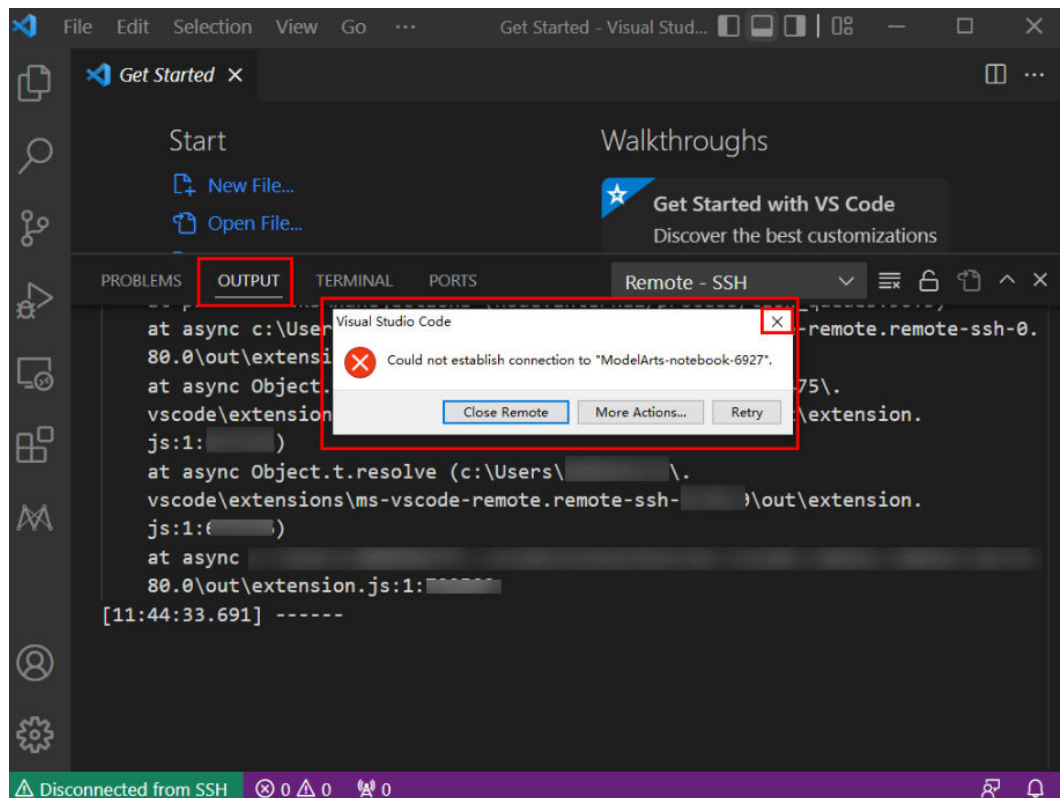 File Edit Selection View Go ··· Get Started - Visual Stud...
Get Started
Start
Walkthroughs
New File...
Get Started with VS Code
Open File...
Discover the best customizations
PROBLEMS OUTPUT TERMINAL PORTS Remote - SSH
Visual Studio Code
Could not establish connection to "ModelArts-notebook-6927".
Close Remote More Actions... Retry
at async c:\User -remote.remote-ssh-0.
80.0\out\extensi
at async Object. 75\.
vscode\extension \extension.
js:1: )
at async Object.t.resolve (c:\Users\ \.
vscode\extensions\ms-vscode-remote.remote-ssh- \out\extension.
js:1: )
at async
80.0\out\extension.js:1:
[11:44:33.691] ------
Disconnected from SSH 0 0 0